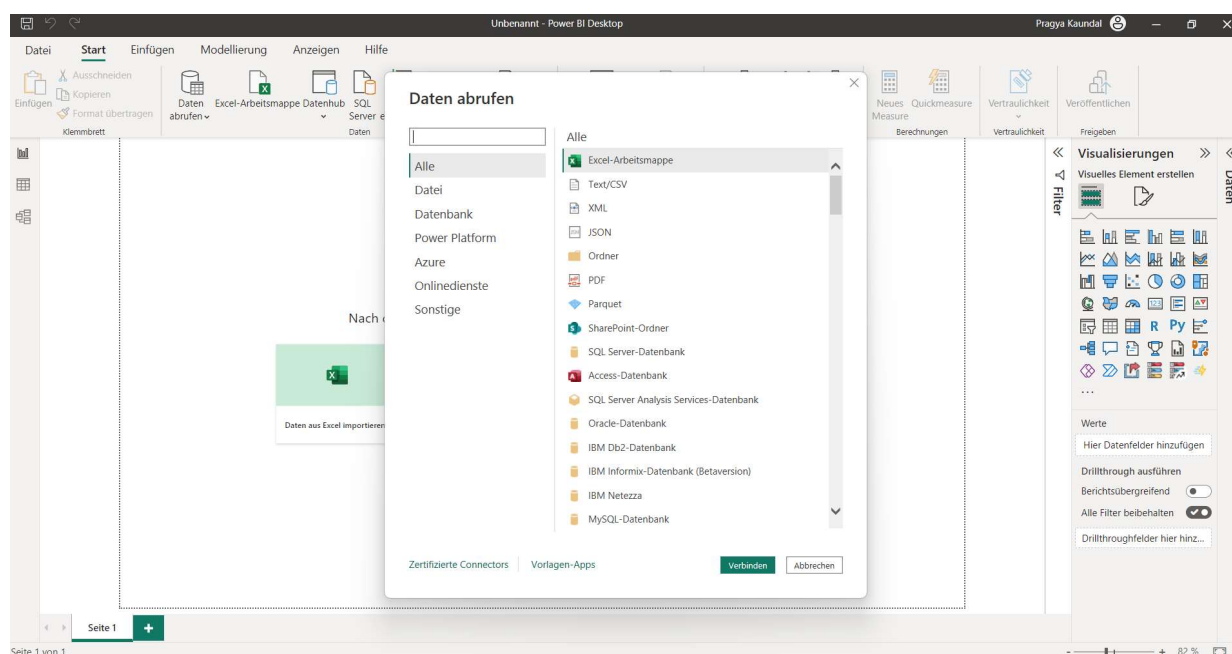 Unbenannt - Power BI Desktop
Pragya Kaundal
Datei Start Einfügen Modellierung Anzeigen Hilfe
Einfügen
Ausschneiden
Kopieren
Format übertragen
Klemmbrett
Daten abrufen
Excel-Arbeitsmappe
Datenhub
SQL
Server
Daten
Neues Measure
Quickmeasure
Berechnungen
Vertraulichkeit
Vertraulichkeit
Veröffentlichen
Freigeben
Daten abrufen
Alle
Datei
Datenbank
Power Platform
Azure
Onlinedienste
Sonstige
Alle
Excel-Arbeitsmappe
Text/CSV
XML
JSON
Ordner
PDF
Parquet
SharePoint-Ordner
SQL Server-Datenbank
Access-Datenbank
SQL Server Analysis Services-Datenbank
Oracle-Datenbank
IBM Db2-Datenbank
IBM Informix-Datenbank (Betaversion)
IBM Netezza
MySQL-Datenbank
Zertifizierte Connectors
Vorlagen-Apps
Verbinden
Abbrechen
Nach
Daten aus Excel importieren
Filter
Visualisierungen
Visuelles Element erstellen
123
R Py
...
Werte
Hier Datenfelder hinzufügen
Drillthrough ausführen
Berichtsübergreifend
Alle Filter beibehalten
Drillthroughfelder hier hinz...
Daten
Seite 1
+
Seite 1 von 1
- + 82 %